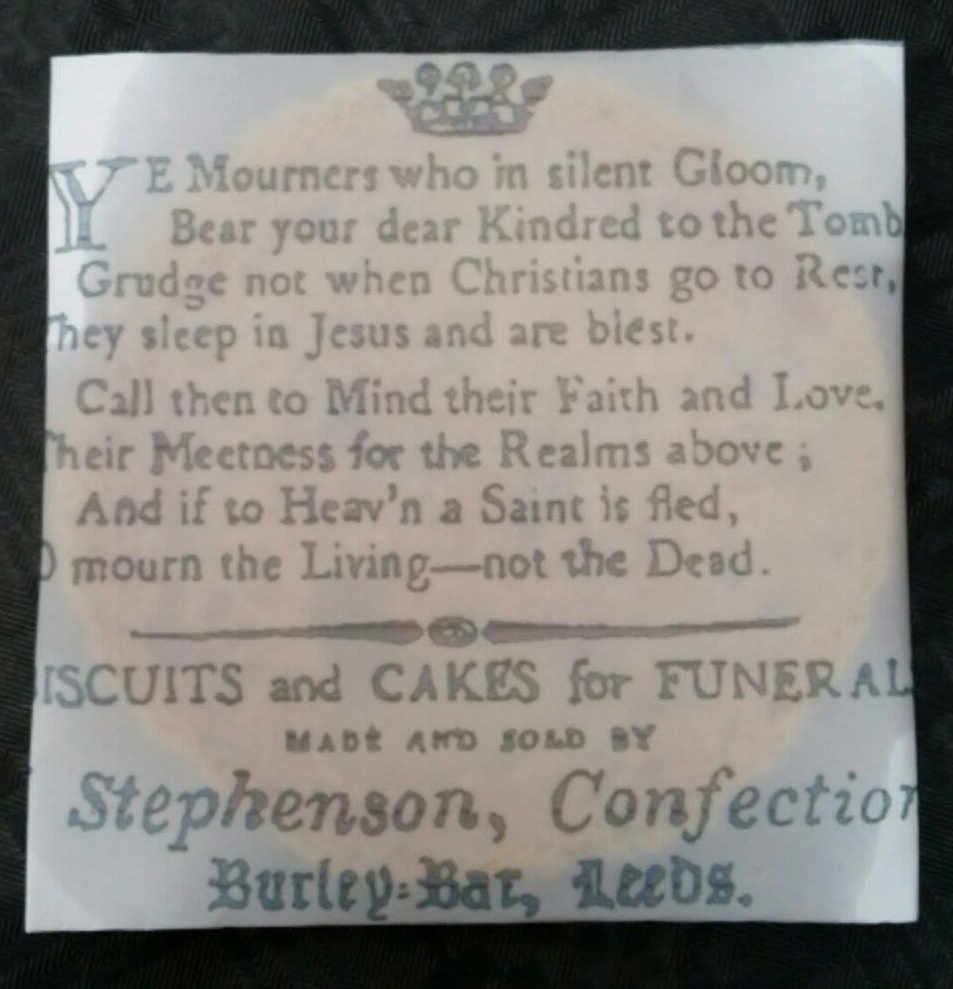 YE Mourners who in silent Gloom,
Bear your dear Kindred to the Tomb
Grudge not when Christians go to Rest,
hey sleep in Jesus and are blest.
Call then to Mind their Faith and Love,
heir Meetness for the Realms above ;
And if to Heav'n a Saint is fled,
O mourn the Living—not the Dead.
ISCUITS and CAKES for FUNERAL
MADE AND SOLD BY
Stephenson, Confection
Burley-Bar, Leeds.